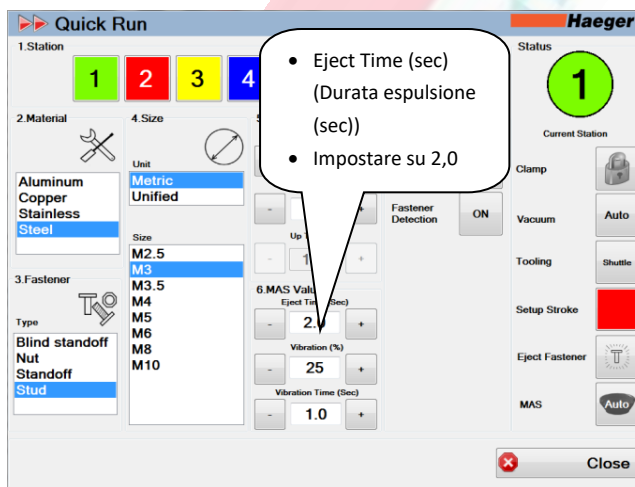 Quick Run
Haeger
1.Station
1
2
3
4
Eject Time (sec)
(Durata espulsione
(sec))
Impostare su 2,0
Status
1
Current Station
2.Material
Aluminum
Copper
Stainless
Steel
3.Fastener
Type
Blind standoff
Nut
Standoff
Stud
4.Size
Unit
Metric
Unified
Size
M2.5
M3
M3.5
M4
M5
M6
M8
M10
-
+
Up
-
1
+
6.MAS Valu
Eject Ti Sec)
-
2.0
+
Vibration (%)
-
25
+
Vibration Time (Sec)
-
1.0
+
Fastener
Detection
ON
Clamp
Vacuum
Auto
Tooling
Shuttle
Setup Stroke
Eject Fastener
MAS
Auto
Close